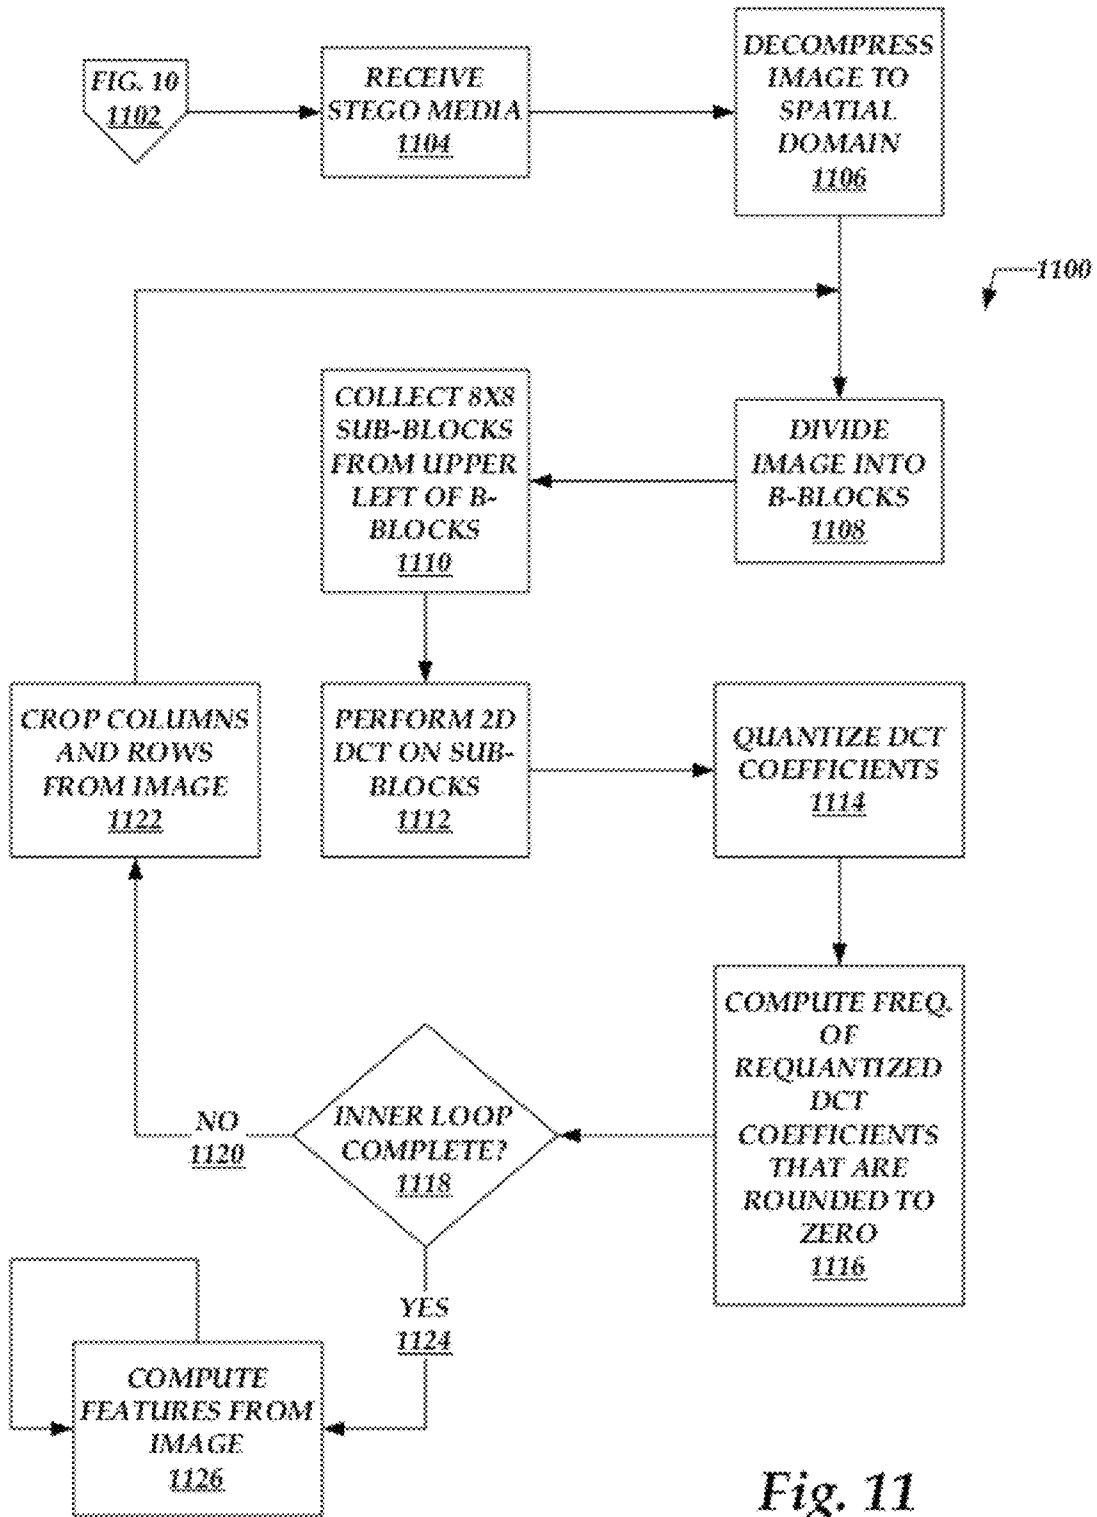 FIG. 10
1102
RECEIVE
STEGO MEDIA
1104
DECOMPRESS
IMAGE TO
SPATIAL
DOMAIN
1106
1100
COLLECT 8X8
SUB-BLOCKS
FROM UPPER
LEFT OF B-
BLOCKS
1110
DIVIDE
IMAGE INTO
B-BLOCKS
1108
CROP COLUMNS
AND ROWS
FROM IMAGE
1122
PERFORM 2D
DCT ON SUB-
BLOCKS
1112
QUANTIZE DCT
COEFFICIENTS
1114
COMPUTE FREQ.
OF
REQUANTIZED
DCT
COEFFICIENTS
THAT ARE
ROUNDED TO
ZERO
1116
INNER LOOP
COMPLETE?
1118
NO
1120
YES
1124
COMPUTE
FEATURES FROM
IMAGE
1126
Fig. 11